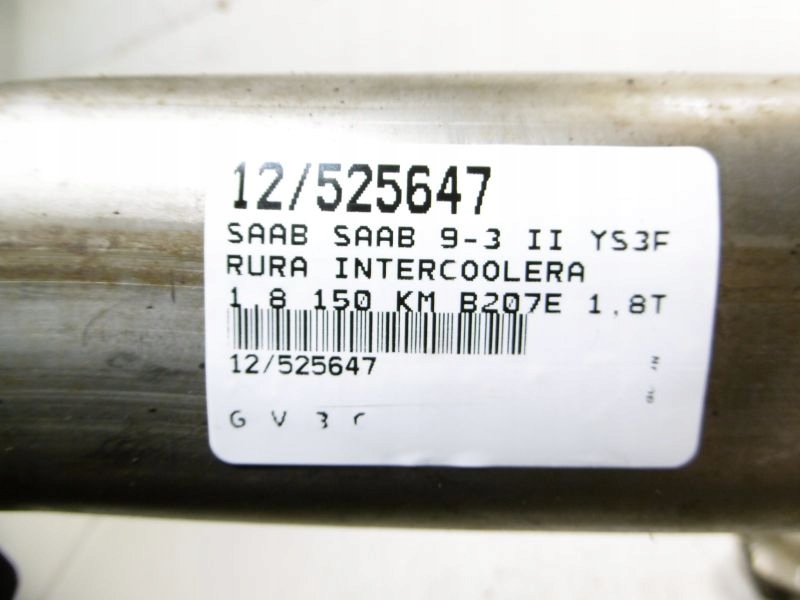 12/525647
SAAB SAAB 9-3 II YS3F
RURA INTERCOOLERA
1,8 150 KM B207E 1,8T
12/525647
G V 3